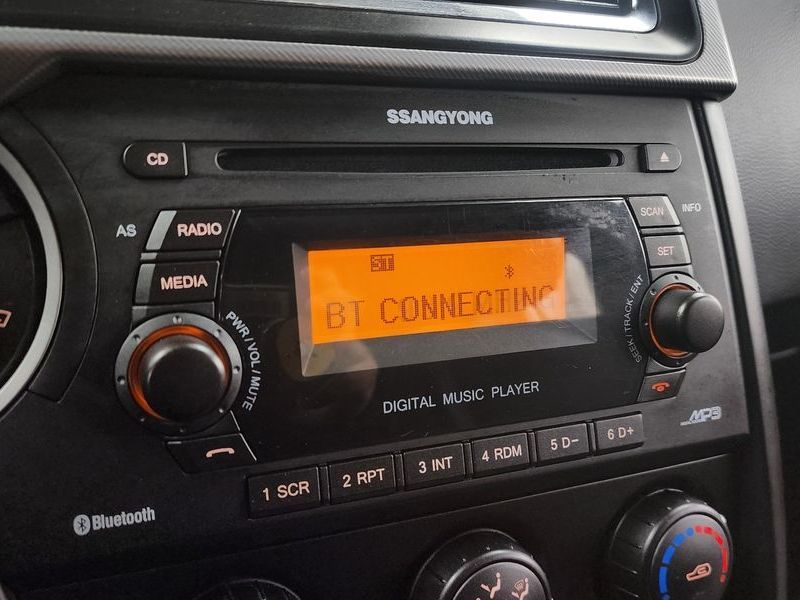 SSANGYONG
CD
AS
RADIO
MEDIA
SCAN
INFO
SET
ST
BT CONNECTING
PWR/VOL/MUTE
SEEK/TRACK/ENT
DIGITAL MUSIC PLAYER
MP3
1 SCR
2 RPT
3 INT
4 RDM
5 D-
6 D+
Bluetooth